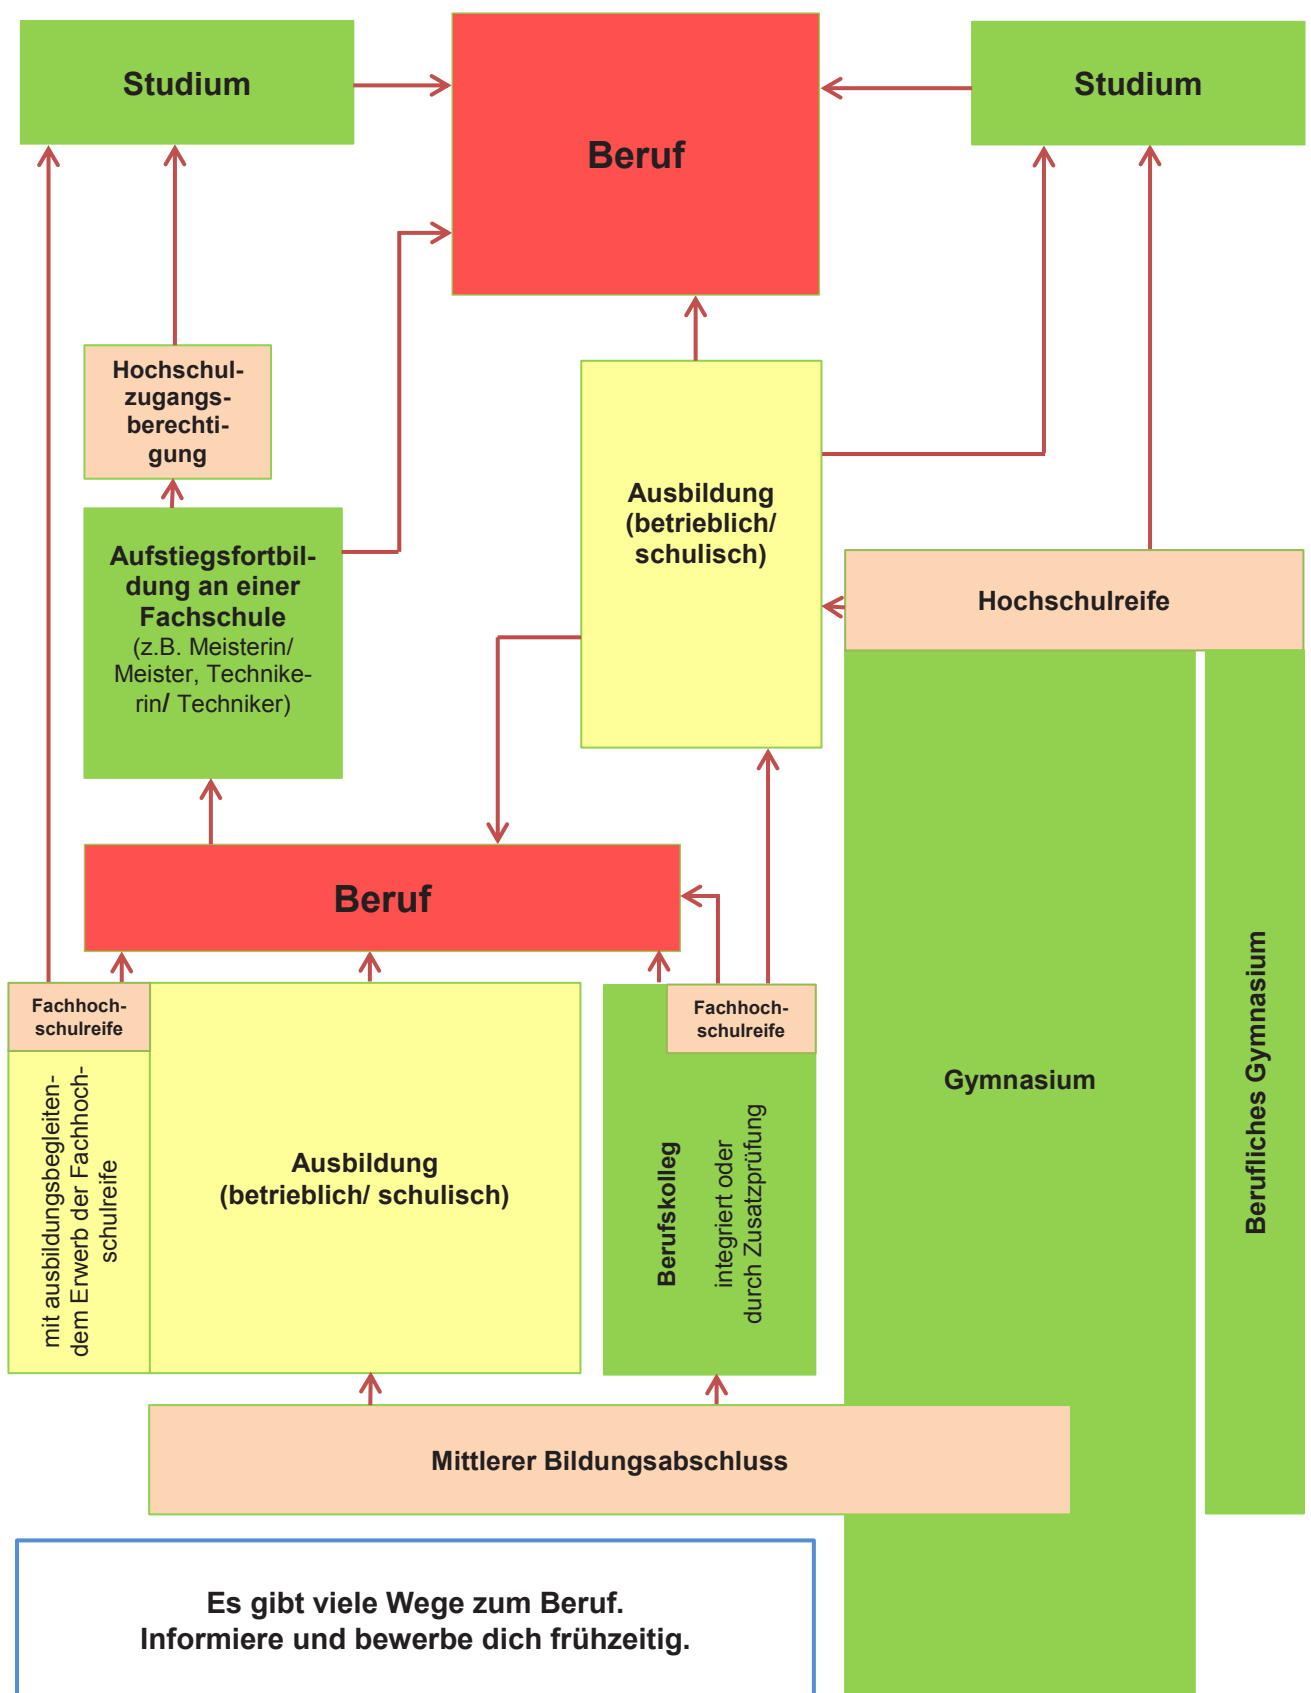 Studium
Beruf
Studium
Hochschul-
zugangs-
berechti-
gung
Ausbildung
(betrieblich/
schulisch)
Aufstiegsfortbil-
dung an einer
Fachschule
(z.B. Meisterin/
Meister, Technike-
rin/ Techniker)
Hochschulreife
Beruf
Fachhoch-
schulreife
Fachhoch-
schulreife
mit ausbildungsbegleiten-
dem Erwerb der Fachhoch-
schulreife
Ausbildung
(betrieblich/ schulisch)
Berufskolleg
integriert oder
durch Zusatzprüfung
Gymnasium
Berufliches Gymnasium
Mittlerer Bildungsabschluss
Es gibt viele Wege zum Beruf.
Informiere und bewerbe dich frühzeitig.